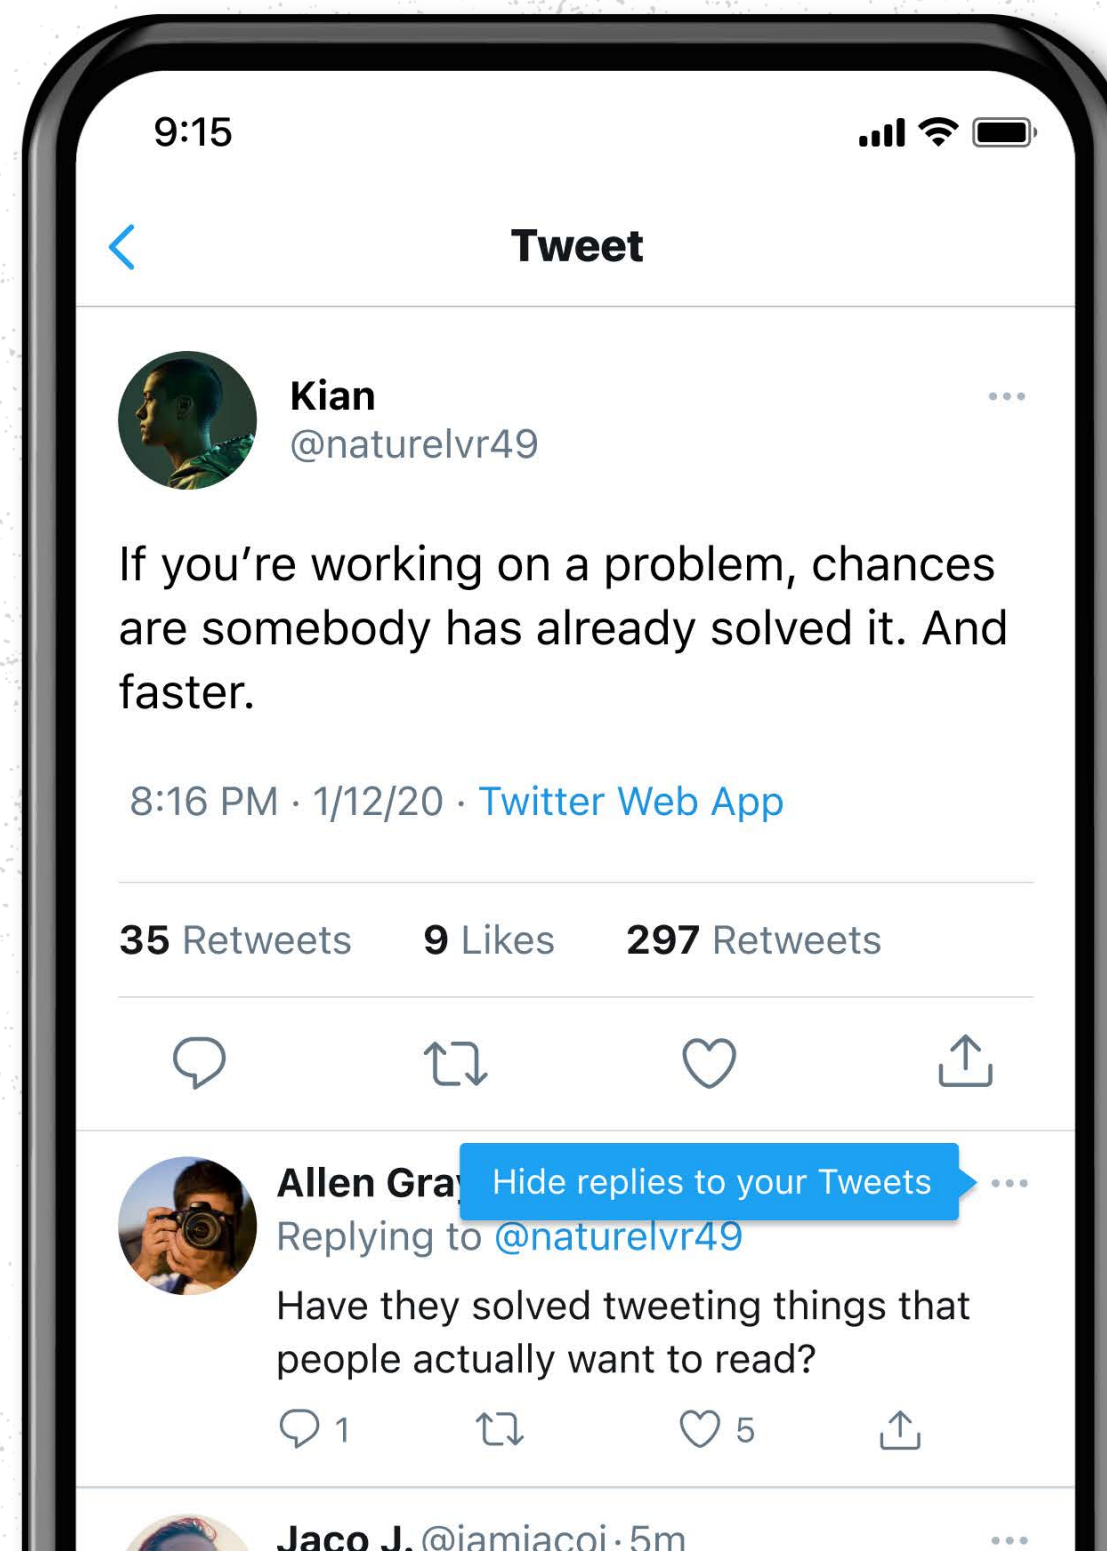 9:15
Tweet
Kian
@naturelvr49
If you’re working on a problem, chances
are somebody has already solved it. And
faster.
8:16 PM · 1/12/20 · Twitter Web App
35 Retweets 9 Likes 297 Retweets
Allen Gray
Hide replies to your Tweets
Replying to @naturelvr49
Have they solved tweeting things that
people actually want to read?
1 5
Jaco J. @iamjacoj · 5m